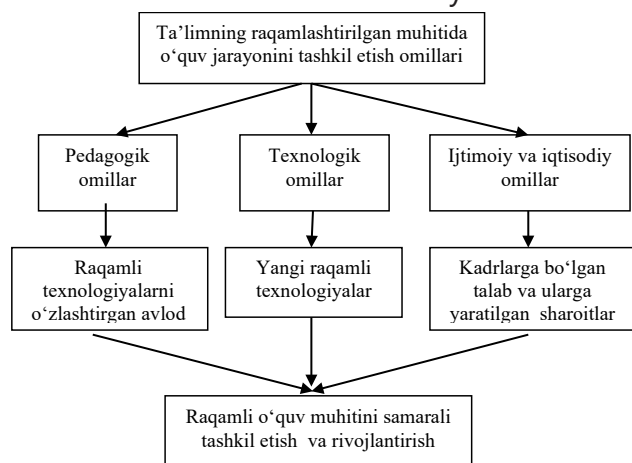 Ta’limning raqamlashtirilgan muhitida
o‘quv jarayonini tashkil etish omillari
Pedagogik
omillar
Texnologik
omillar
Ijtimoiy va iqtisodiy
omillar
Raqamli
texnologiyalarni
o‘zlashtirgan avlod
Yangi raqamli
texnologiyalar
Kadrlarga bo‘lgan
talab va ularga
yaratilgan sharoitlar
Raqamli o‘quv muhitini samarali
tashkil etish va rivojlantirish